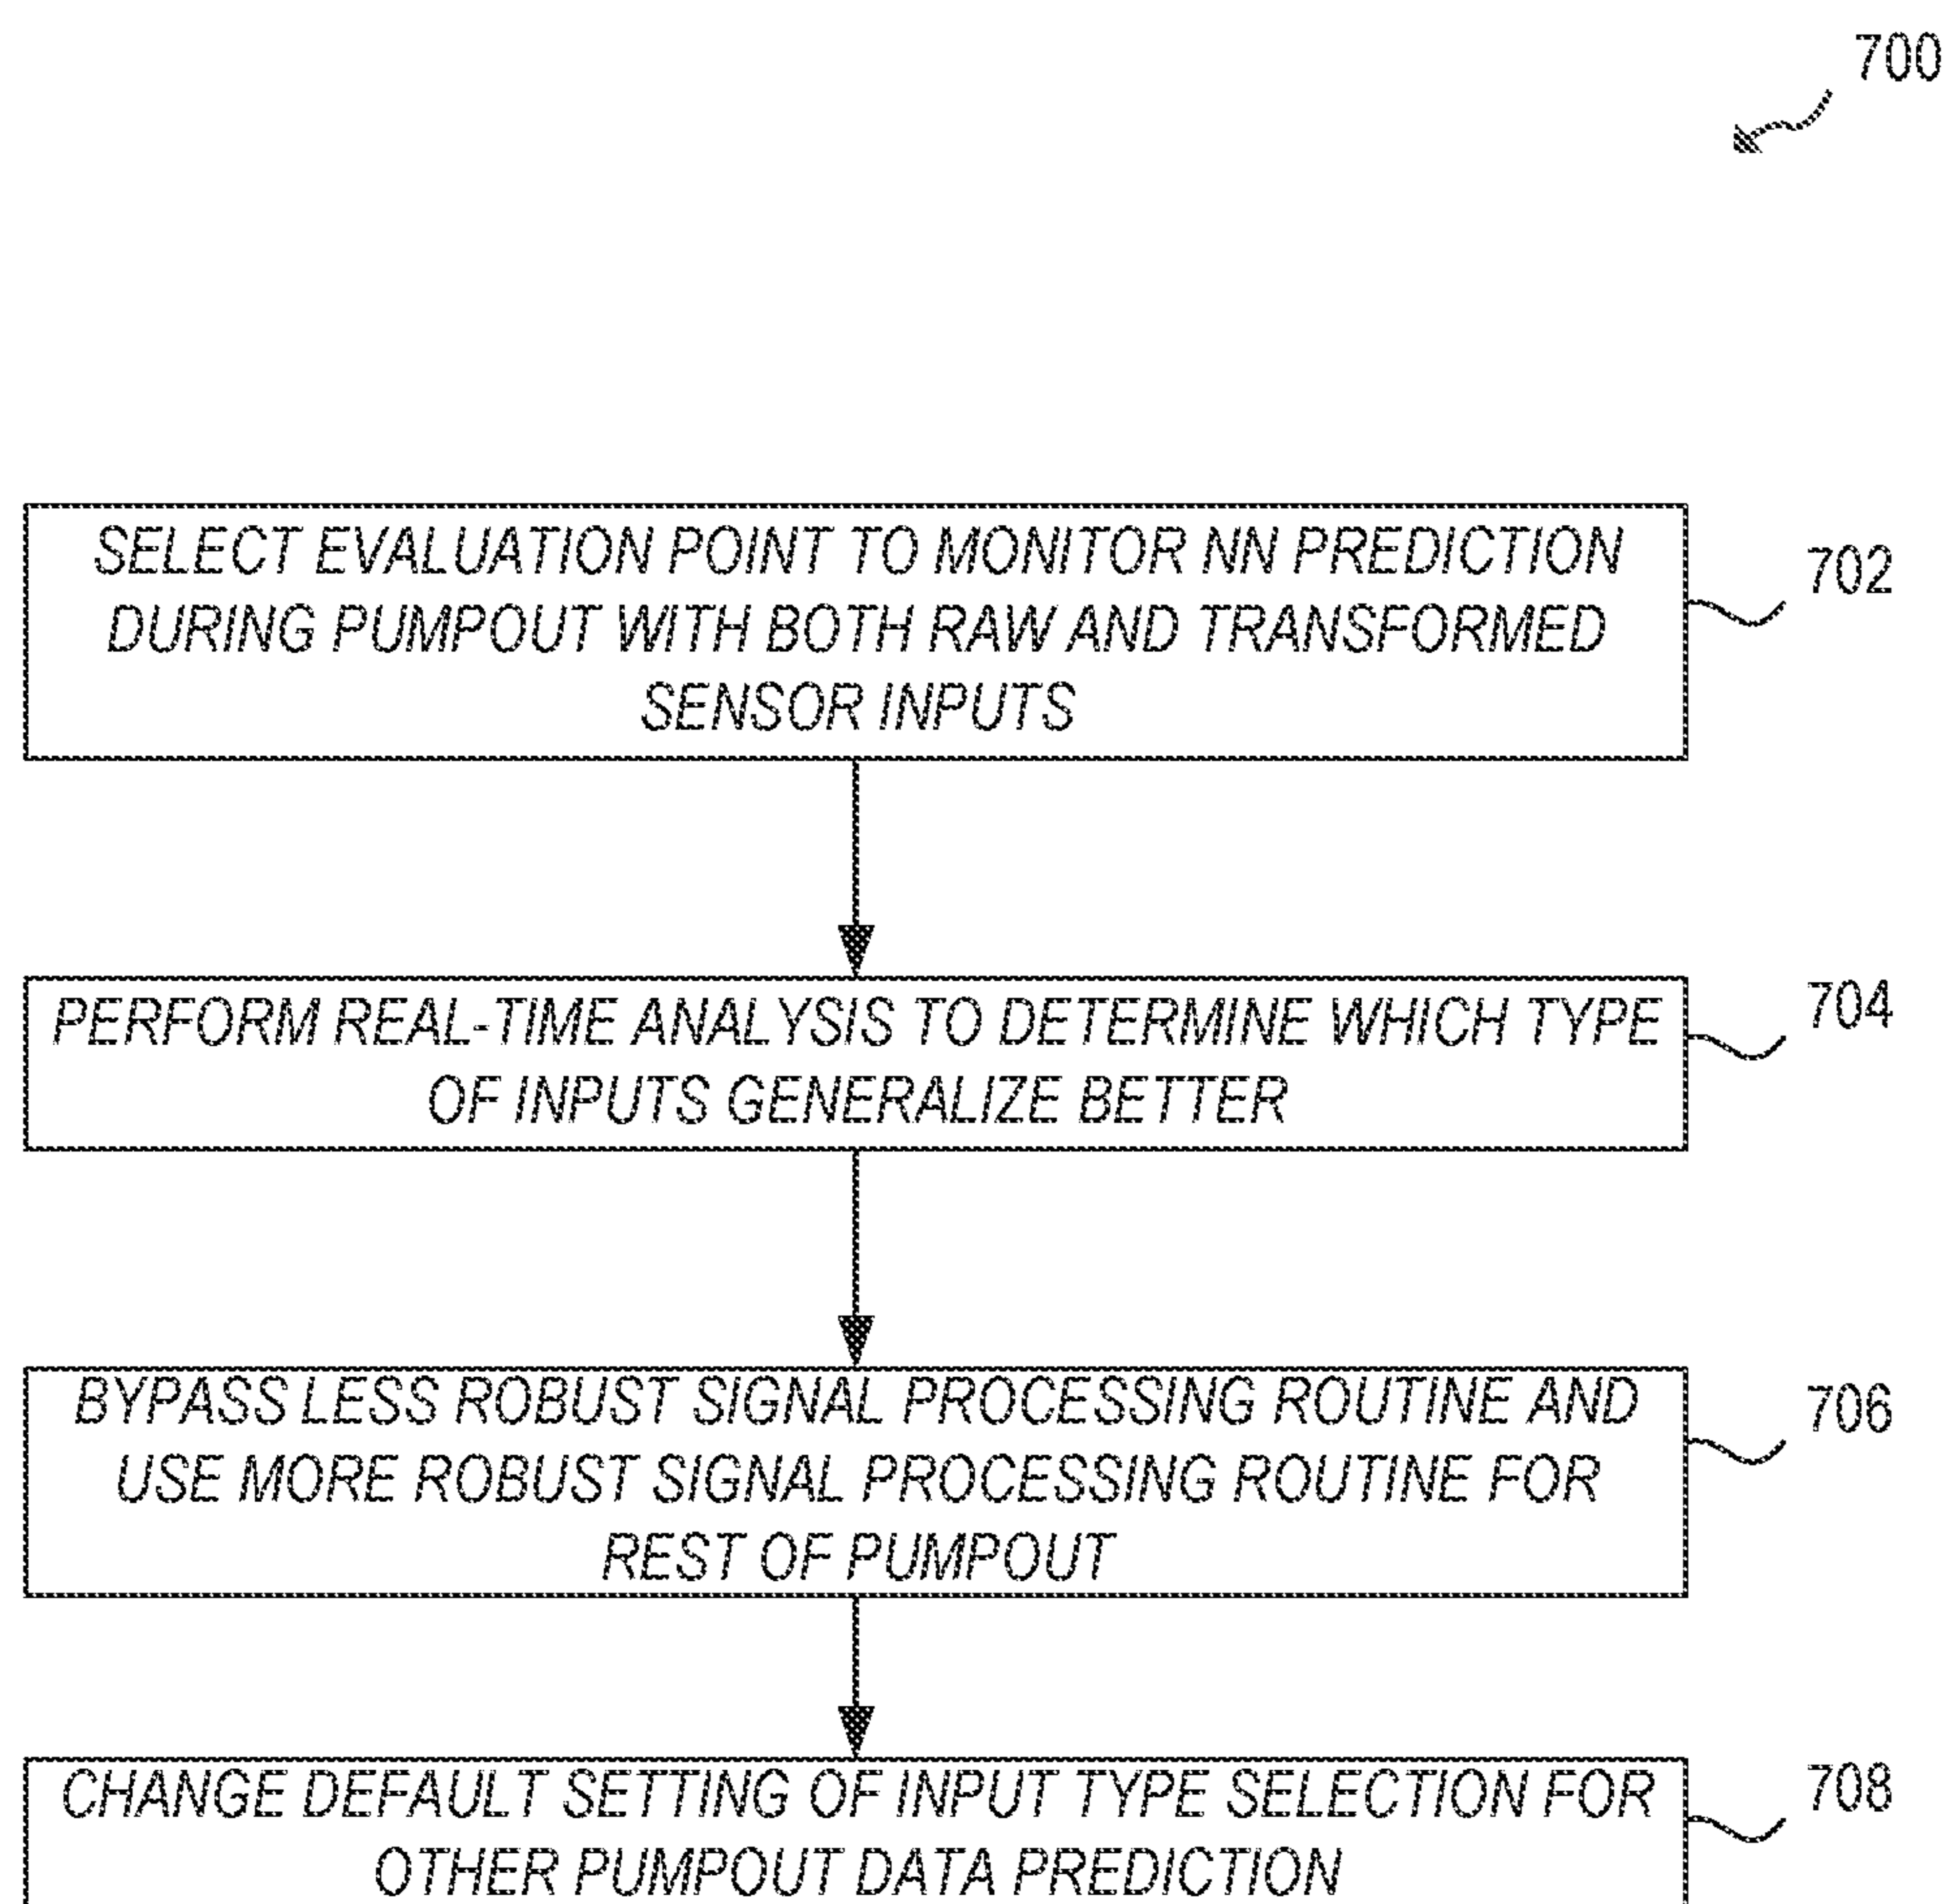 700
SELECT EVALUATION POINT TO MONITOR NN PREDICTION
DURING PUMPOUT WITH BOTH RAW AND TRANSFORMED
SENSOR INPUTS
702
PERFORM REAL-TIME ANALYSIS TO DETERMINE WHICH TYPE
OF INPUTS GENERALIZE BETTER
704
BYPASS LESS ROBUST SIGNAL PROCESSING ROUTINE AND
USE MORE ROBUST SIGNAL PROCESSING ROUTINE FOR
REST OF PUMPOUT
706
CHANGE DEFAULT SETTING OF INPUT TYPE SELECTION FOR
OTHER PUMPOUT DATA PREDICTION
708